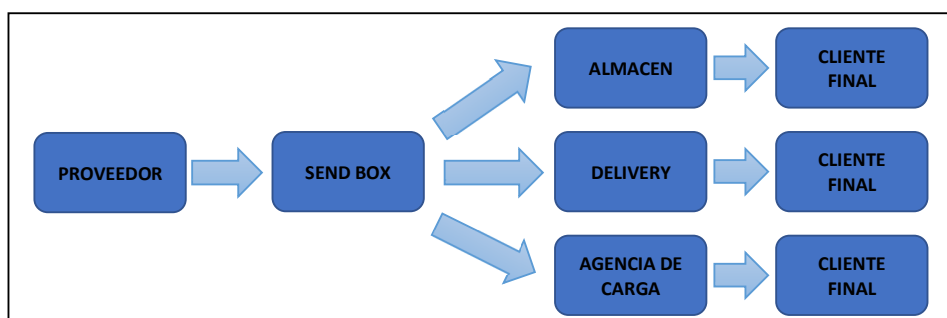 PROVEEDOR
SEND BOX
ALMACEN
CLIENTE
FINAL
DELIVERY
CLIENTE
FINAL
AGENCIA DE
CARGA
CLIENTE
FINAL